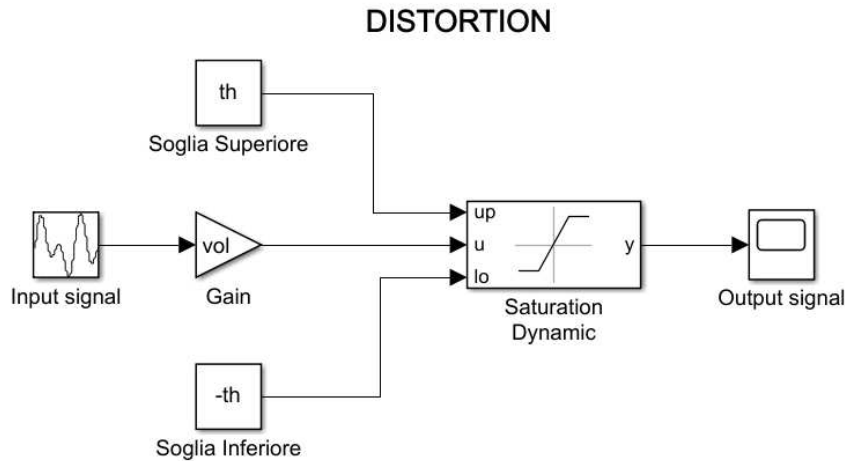 DISTORTION
th
Soglia Superiore
Input signal
vol
Gain
up
u
lo
y
Saturation
Dynamic
Output signal
-th
Soglia Inferiore